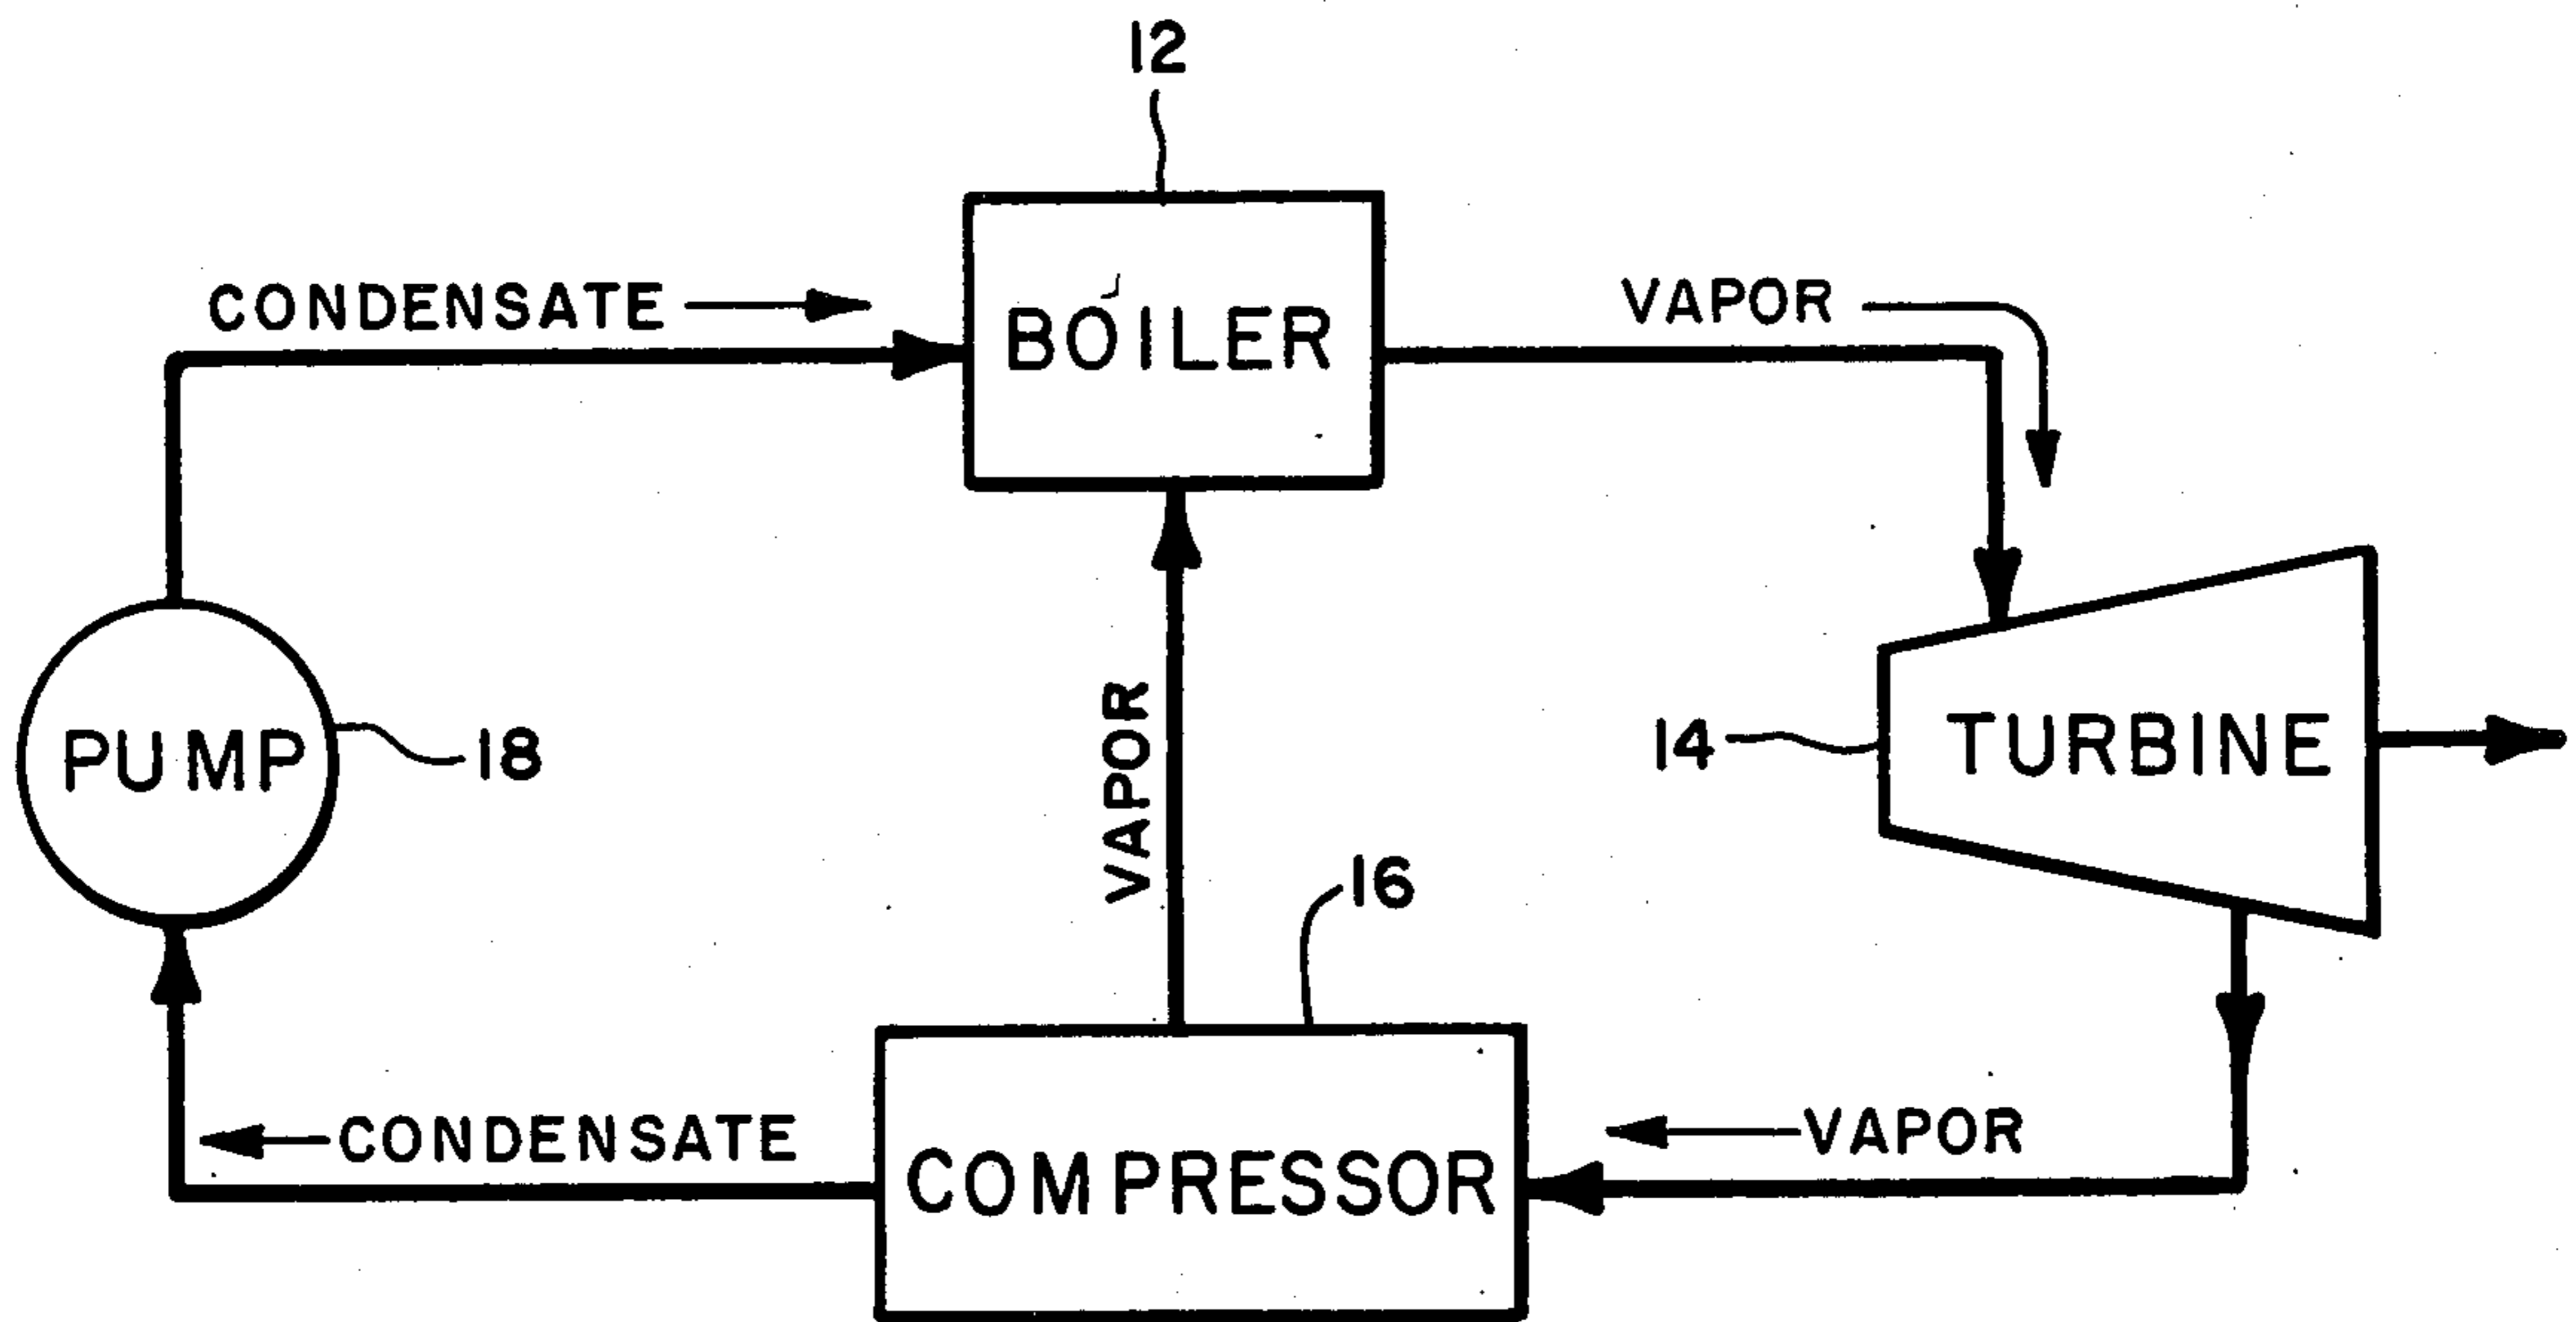 12
CONDENSATE
BOILER
VAPOR
PUMP
18
VAPOR
14
TURBINE
16
CONDENSATE
COMPRESSOR
VAPOR